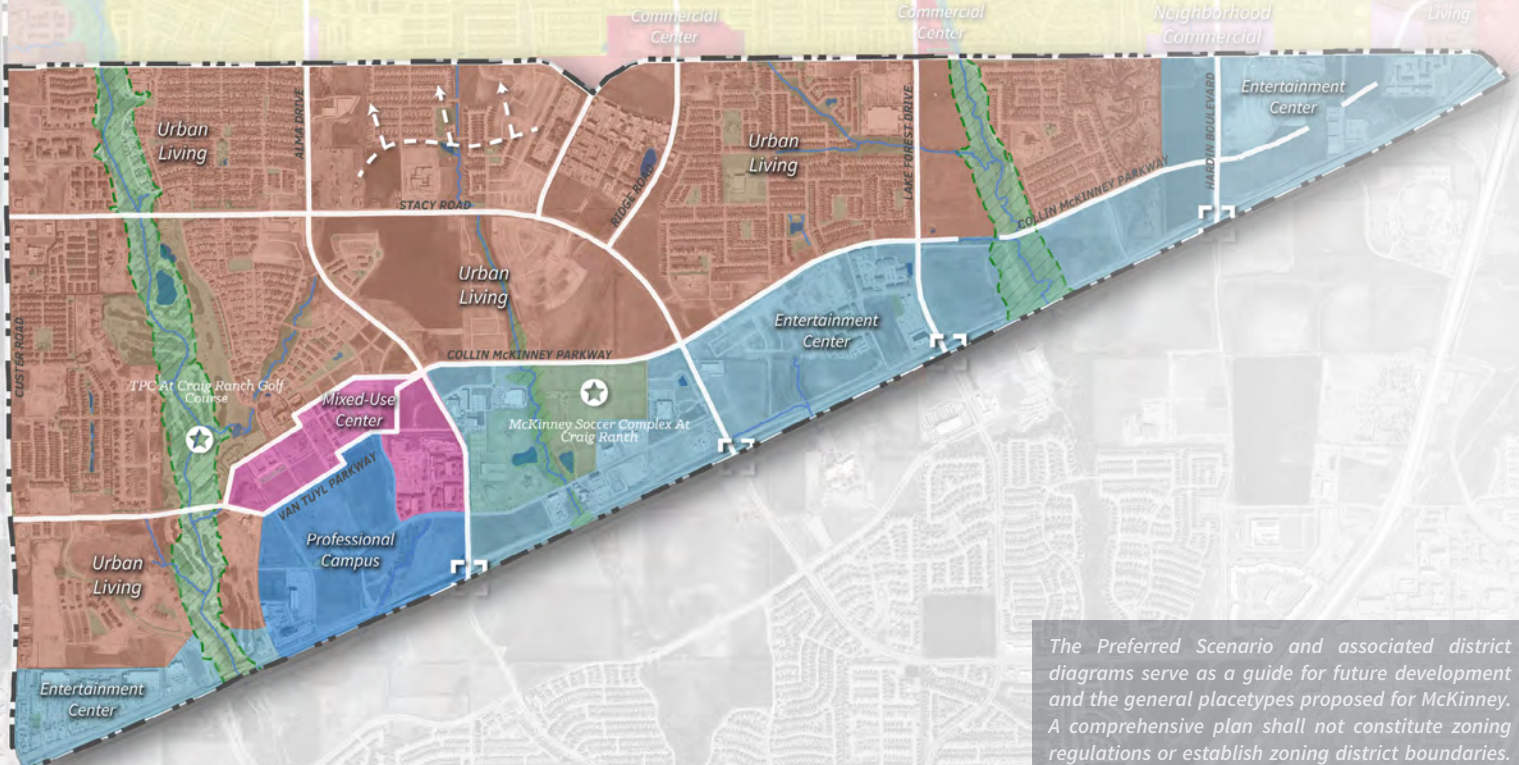 Commercial
Center
Commercial
Center
Neighborhood
Commercial
Living
Entertainment
Center
Urban
Living
ALMA DRIVE
Urban
Living
LAKE FOREST DRIVE
HARDIN BOULEVARD
COLLIN McKINNEY PARKWAY
STACY ROAD
RIDGE ROAD
Urban
Living
Entertainment
Center
CUSTER ROAD
COLLIN McKINNEY PARKWAY
TPC At Craig Ranch Golf
Course
Mixed-Use
Center
McKinney Soccer Complex At
Craig Ranch
VAN TUYL PARKWAY
Professional
Campus
Urban
Living
Entertainment
Center
The Preferred Scenario and associated district
diagrams serve as a guide for future development
and the general placetypes proposed for McKinney.
A comprehensive plan shall not constitute zoning
regulations or establish zoning district boundaries.